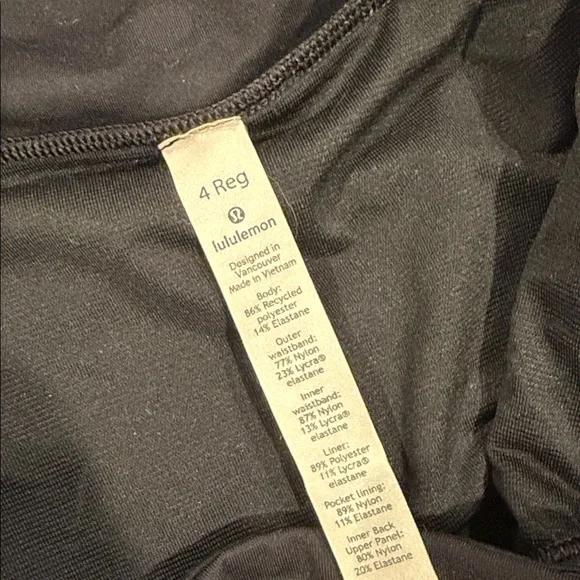 4 Reg
lululemon
Designed in
Vancouver
Made in Vietnam
Body:
86% Recycled
polyester
14% Elastane
Outer
waistband:
77% Nylon
23% Lycra®
elastane
Inner
waistband:
87% Nylon
13% Lycra®
elastane
Liner:
89% Polyester
11% Lycra®
elastane
Pocket lining:
89% Nylon
11% Elastane
Inner Back
Upper Panel:
80% Nylon
20% Elastane